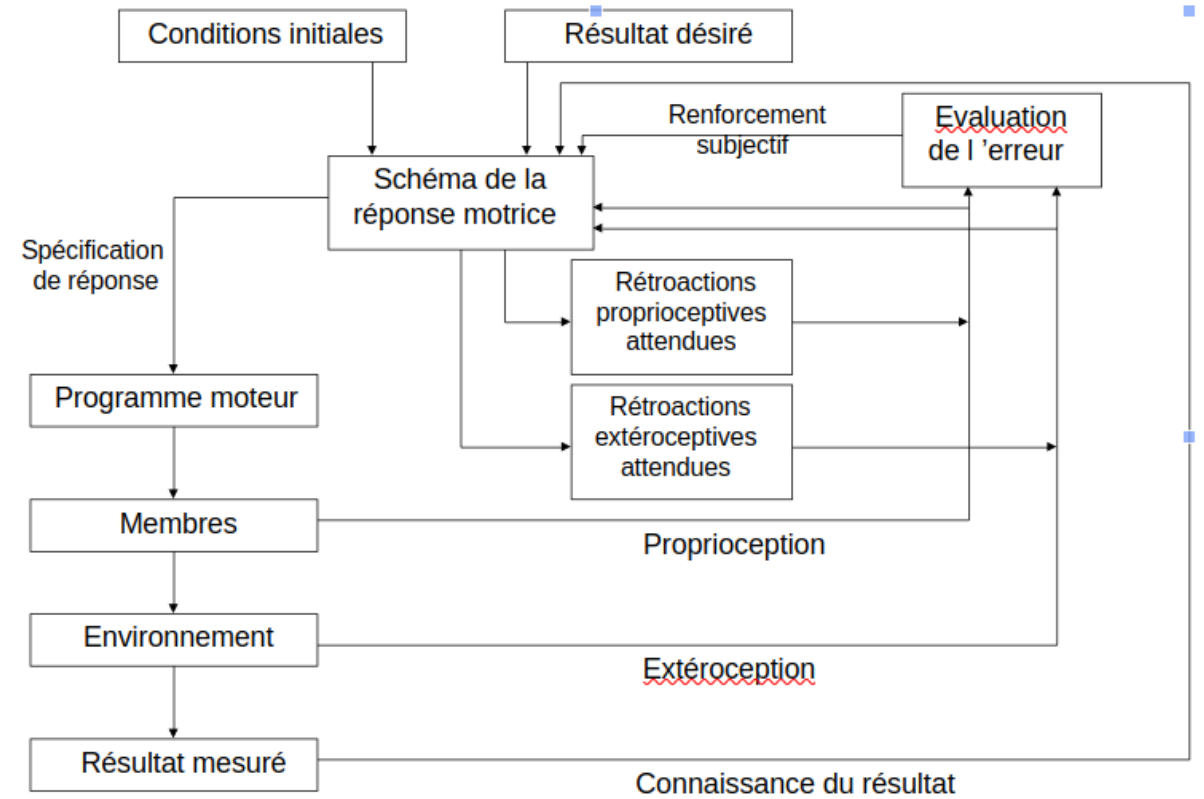 Conditions initiales
Résultat désiré
Renforcement
subjectif
Evaluation
de l ’erreur
Schéma de la
réponse motrice
Spécification
de réponse
Rétroactions
proprioceptives
attendues
Programme moteur
Rétroactions
extéroceptives
attendues
Membres
Proprioception
Environnement
Extéroception
Résultat mesuré
Connaissance du résultat